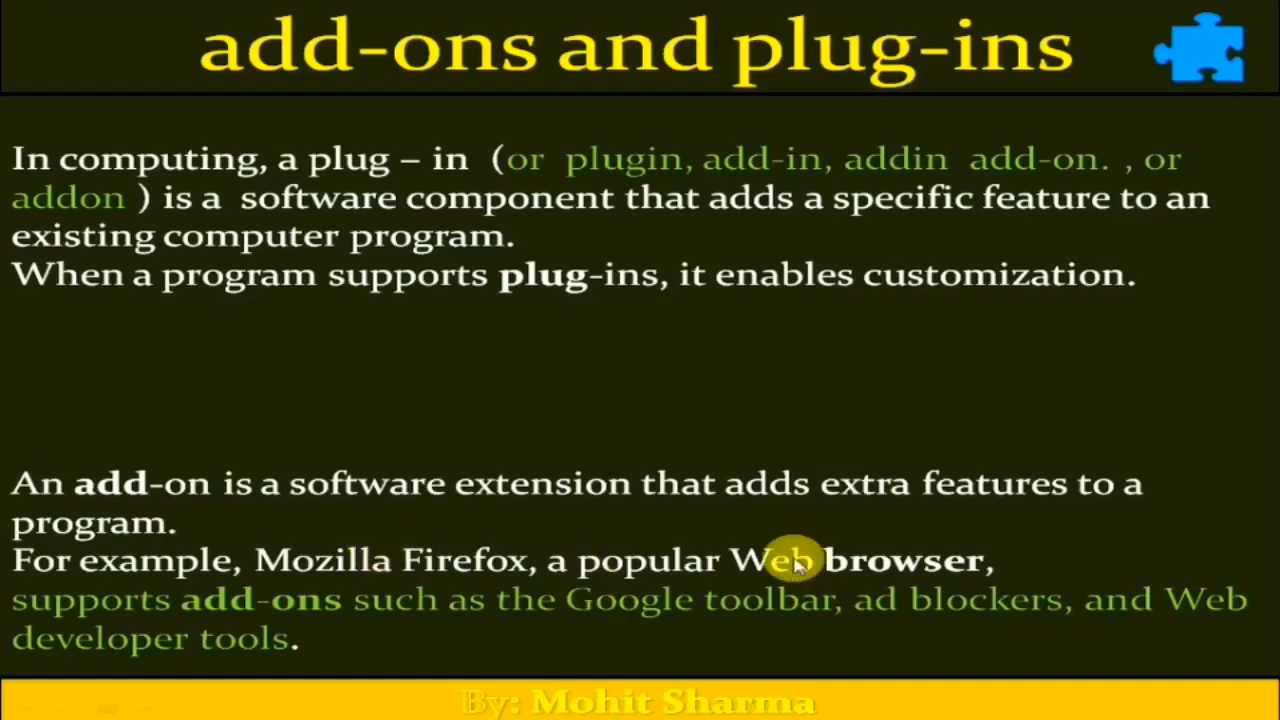 add-ons and plug-ins
In computing, a plug – in (or plugin, add-in, addin add-on. , or
addon ) is a software component that adds a specific feature to an
existing computer program.
When a program supports plug-ins, it enables customization.
An add-on is a software extension that adds extra features to a
program.
For example, Mozilla Firefox, a popular Web browser,
supports add-ons such as the Google toolbar, ad blockers, and Web
developer tools.
By: Mohit Sharma